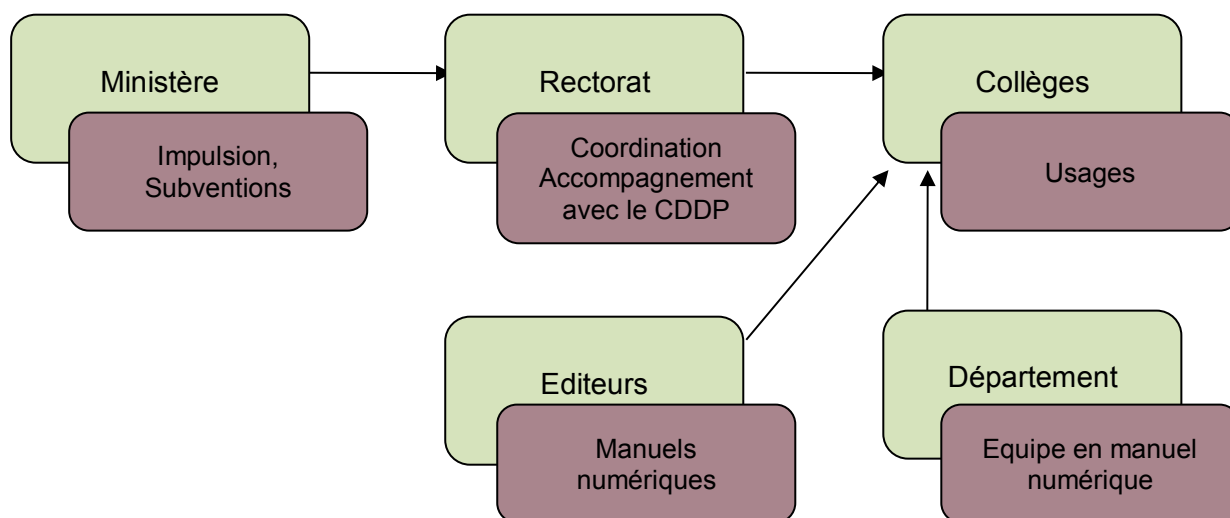 Ministère
Impulsion,
Subventions
Rectorat
Coordination
Accompagnement
avec le CDDP
Collèges
Usages
Editeurs
Manuels
numériques
Département
Equipe en manuel
numérique